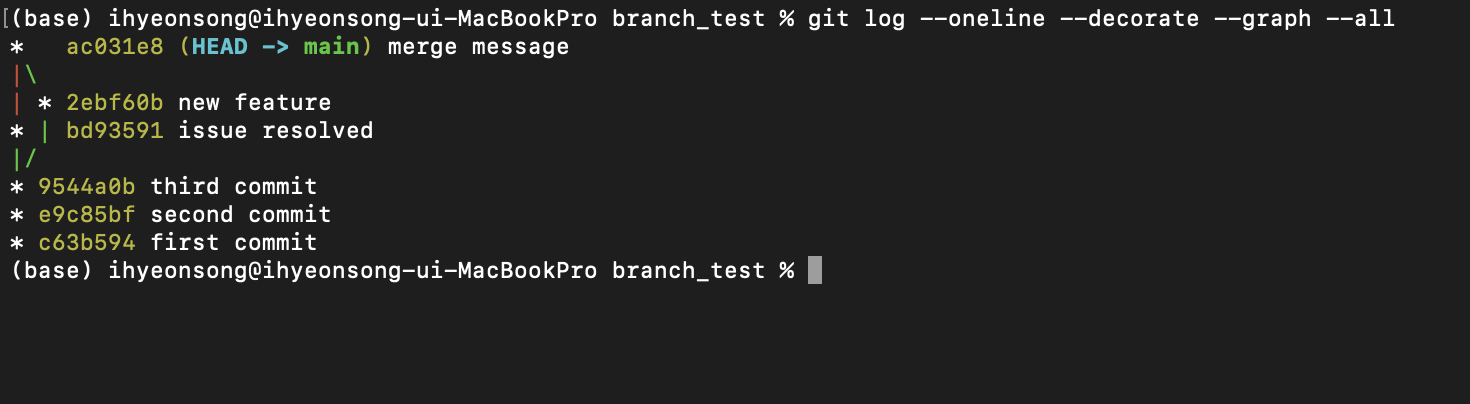 (base) ihyeonsong@ihyeonsong-ui-MacBookPro branch_test % git log --oneline --decorate --graph --all
*   ac031e8 (HEAD -> main) merge message
|\
| * 2ebf60b new feature
* | bd93591 issue resolved
|/
* 9544a0b third commit
* e9c85bf second commit
* c63b594 first commit
(base) ihyeonsong@ihyeonsong-ui-MacBookPro branch_test %